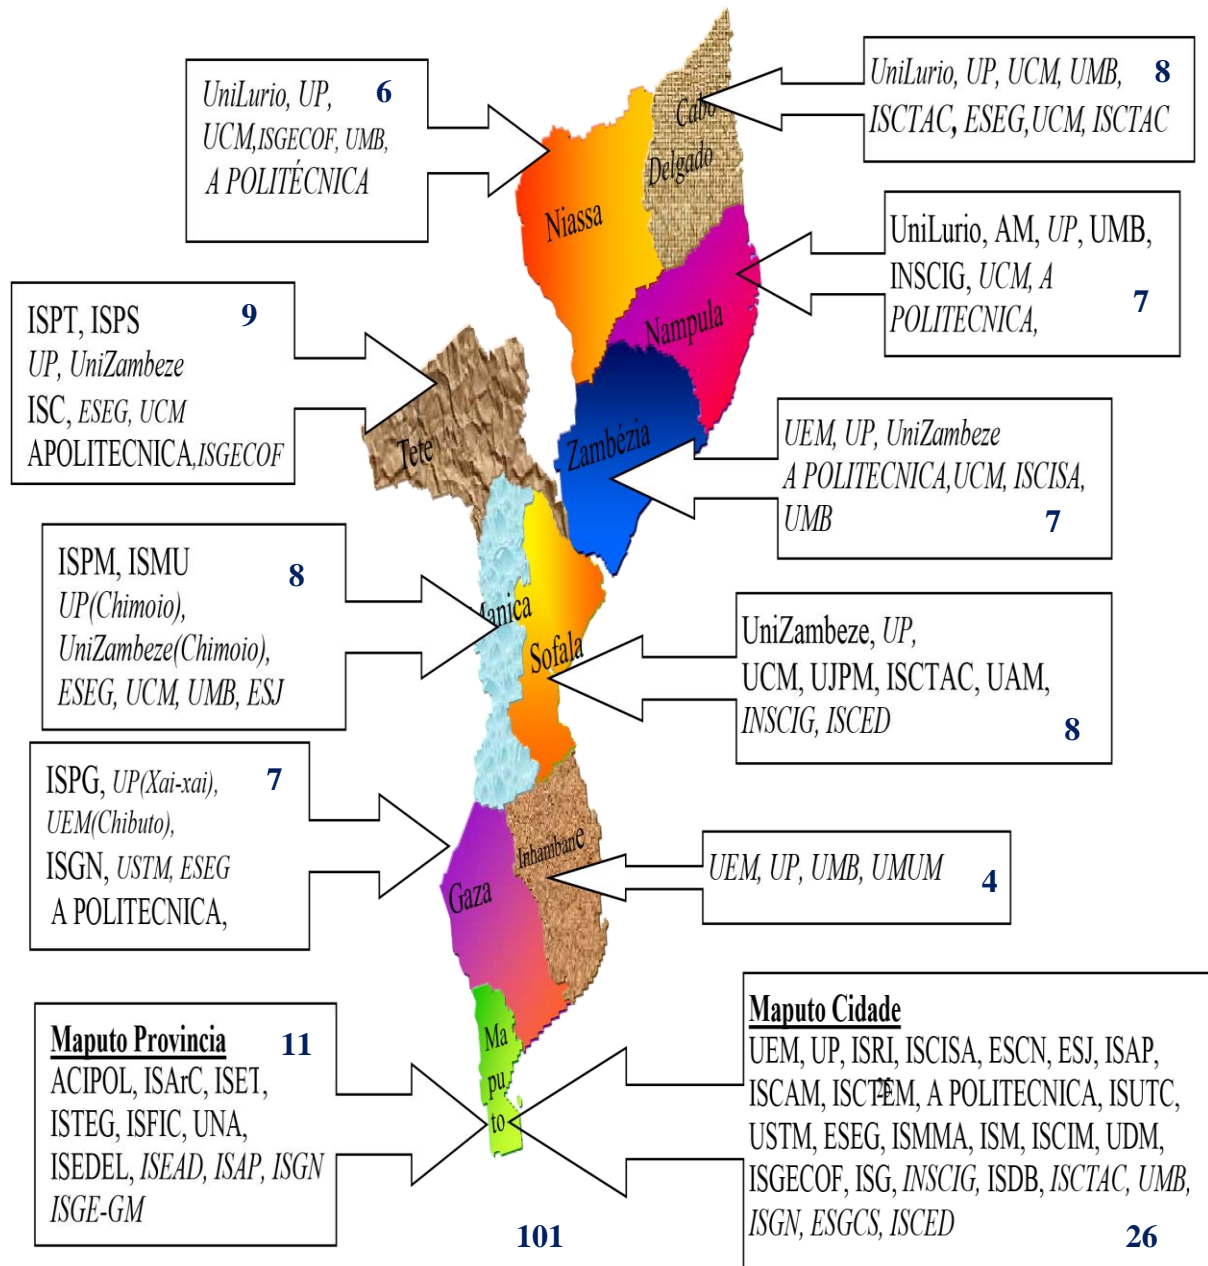 UniLurio, UP, 6
UCM,ISGECOF, UMB,
A POLITÉCNICA
UniLurio, UP, UCM, UMB, 8
ISCTAC, ESEG,UCM, ISCTAC
Cabo
Delgado
Niassa
UniLurio, AM, UP, UMB,
INSCIG, UCM, A
POLITECNICA, 7
Nampula
ISPT, ISPS 9
UP, UniZambeze
ISC, ESEG, UCM
APOLITECNICA,ISGECOF
Tete
Zambézia
UEM, UP, UniZambeze
A POLITECNICA,UCM, ISCISA,
UMB 7
ISPM, ISMU 8
UP(Chimoio),
UniZambeze(Chimoio),
ESEG, UCM, UMB, ESJ
Manica
Sofala
UniZambeze, UP,
UCM, UJPM, ISCTAC, UAM,
INSCIG, ISCED
8
ISPG, UP(Xai-xai), 7
UEM(Chibuto),
ISGN, USTM, ESEG
A POLITECNICA,
Inhambane
Gaza
UEM, UP, UMB, UMUM 4
Maputo Provincia 11
ACIPOL, ISArC, ISET,
ISTEG, ISFIC, UNA,
ISEDEL, ISEAD, ISAP, ISGN
ISGE-GM
Ma
pu
to
Maputo Cidade
UEM, UP, ISRI, ISCISA, ESCN, ESJ, ISAP,
ISCAM, ISCTEM, A POLITECNICA, ISUTC,
USTM, ESEG, ISMMA, ISM, ISCIM, UDM,
ISGECOF, ISG, INSCIG, ISDB, ISCTAC, UMB,
ISGN, ESGCS, ISCED
101
26